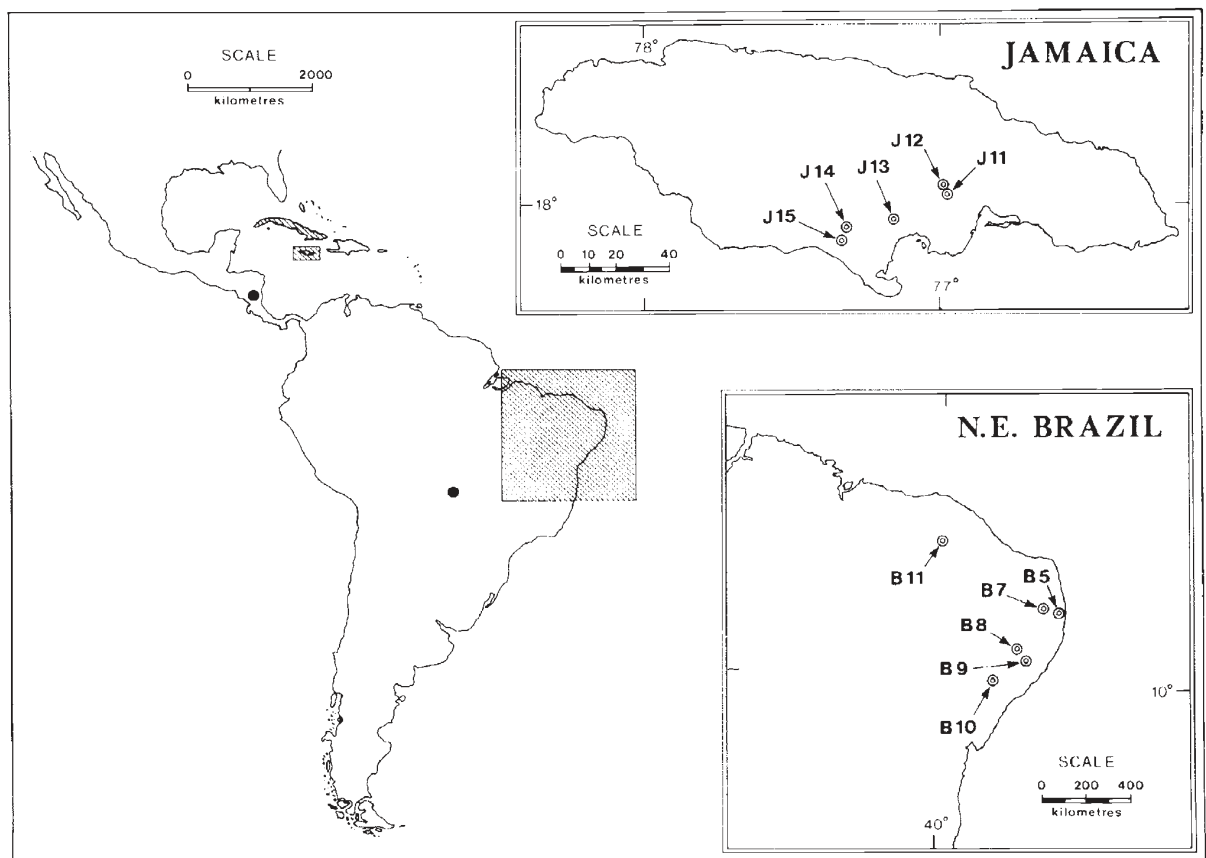 SCALE
0 2000
kilometres
JAMAICA
78°
J12
J11
J14
J13
J15
18°
SCALE
0 10 20 40
kilometres
77°
N.E. BRAZIL
B11
B7
B5
B8
B9
B10
10°
SCALE
0 200 400
kilometres
40°